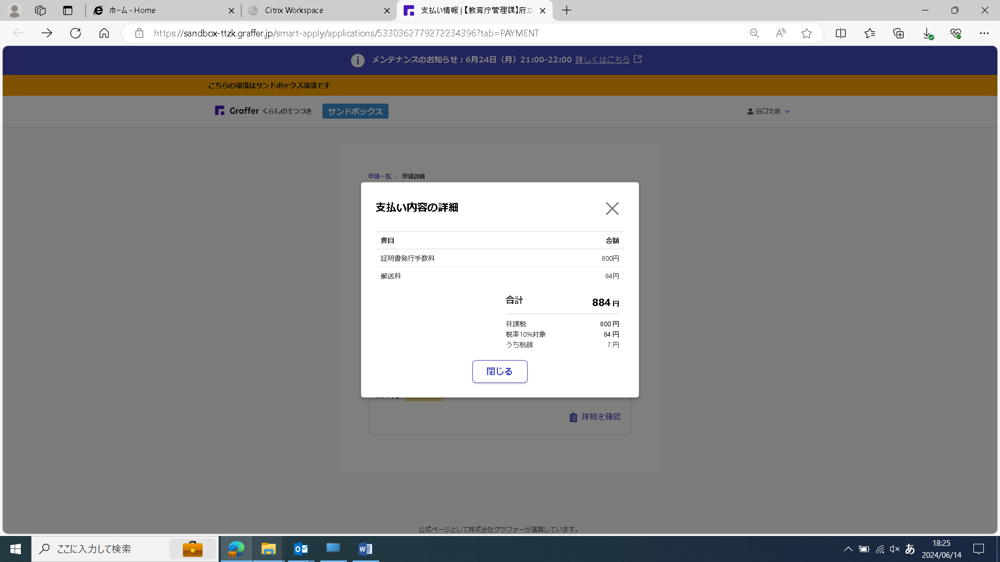 ホーム - Home
Citrix Workspace
支払い情報 | 【教育庁管理課】府立
https://sandbox-ttzk.graffer.jp/smart-apply/applications/5330362779272234396?tab=PAYMENT
メンテナンスのお知らせ：6月24日（月）21:00-22:00 詳しくはこちら
こちらの環境はサンドボックス環境です
Graffer くらしのてつづき サンドボックス
谷口文哉
申請一覧 / 申請詳細
支払い内容の詳細
費目 金額
証明書発行手数料 800円
郵送料 84円
合計 884 円
非課税 800 円
税率10%対象 84 円
うち税額 7 円
閉じる
詳細を確認
公式ページとして株式会社グラファーが運営しています。
ここに入力して検索
あ
18:25
2024/06/14